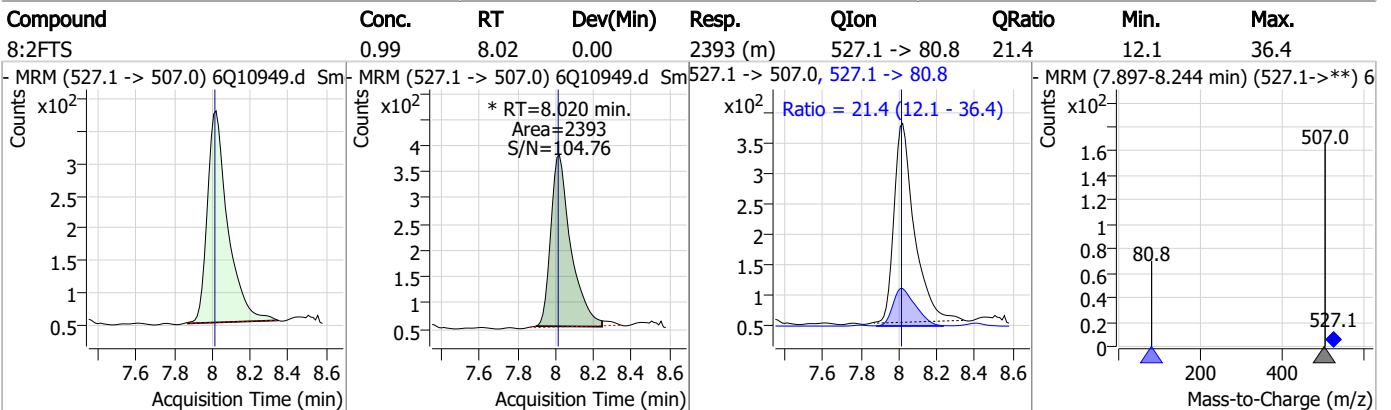 Compound Conc. RT Dev(Min) Resp. QIon QRatio Min. Max.
8:2FTS 0.99 8.02 0.00 2393 (m) 527.1 -> 80.8 21.4 12.1 36.4
- MRM (527.1 -> 507.0) 6Q10949.d Sm
Counts
x10²
3
2.5
1.5
1
0.5
7.6 7.8 8 8.2 8.4 8.6
Acquisition Time (min)
- MRM (527.1 -> 507.0) 6Q10949.d Sm
x10²
* RT=8.020 min.
Area=2393
S/N=104.76
4
3.5
3
2.5
2
1.5
1
0.5
7.6 7.8 8 8.2 8.4 8.6
Acquisition Time (min)
527.1 -> 507.0, 527.1 -> 80.8
Counts
x10²
Ratio = 21.4 (12.1 - 36.4)
3.5
3
2.5
2
1.5
1
0.5
7.6 7.8 8 8.2 8.4 8.6
Acquisition Time (min)
- MRM (7.897-8.244 min) (527.1->**) 6
Counts
x10²
507.0
1.6
1.4
1.2
1
0.8
80.8
0.6
0.4
0.2
527.1
0
200 400
Mass-to-Charge (m/z)